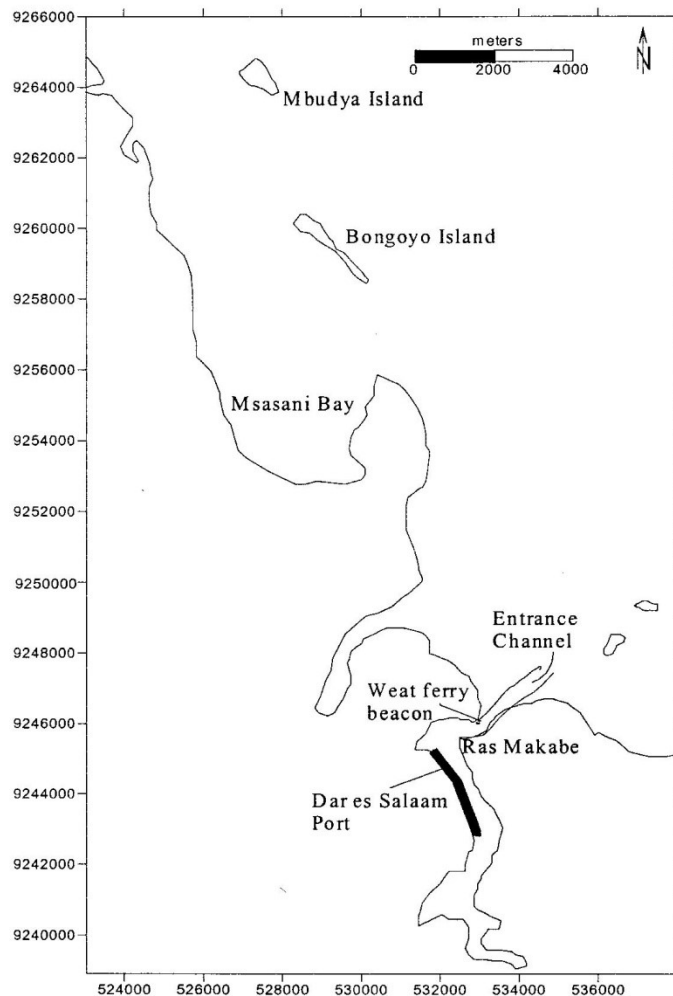 9266000
meters
0 2000 4000
N
9264000
Mbudya Island
9262000
9260000
Bongoyo Island
9258000
9256000
Msasani Bay
9254000
9252000
9250000
Entrance
Channel
9248000
Weat ferry
beacon
9246000
Ras Makabe
9244000
Dar es Salaam
Port
9242000
9240000
524000 526000 528000 530000 532000 534000 536000